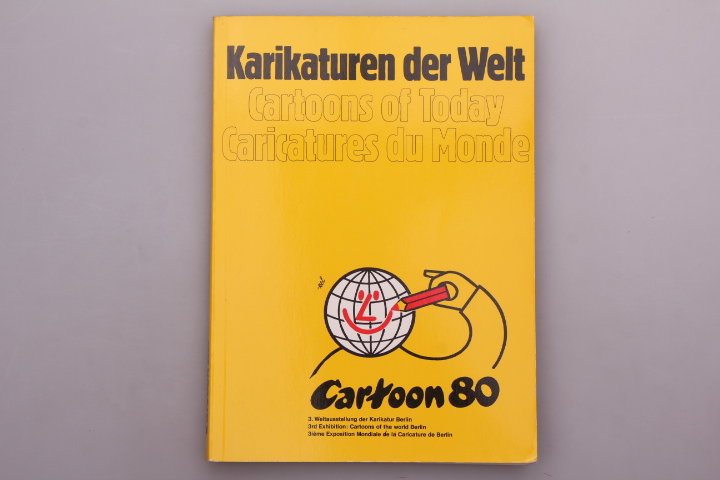 Karikaturen der Welt
Cartoons of Today
Caricatures du Monde
Cartoon 80
3. Weltausstellung der Karikatur Berlin
3rd Exhibition: Cartoons of the world Berlin
3ième Exposition Mondiale de la Caricature de Berlin